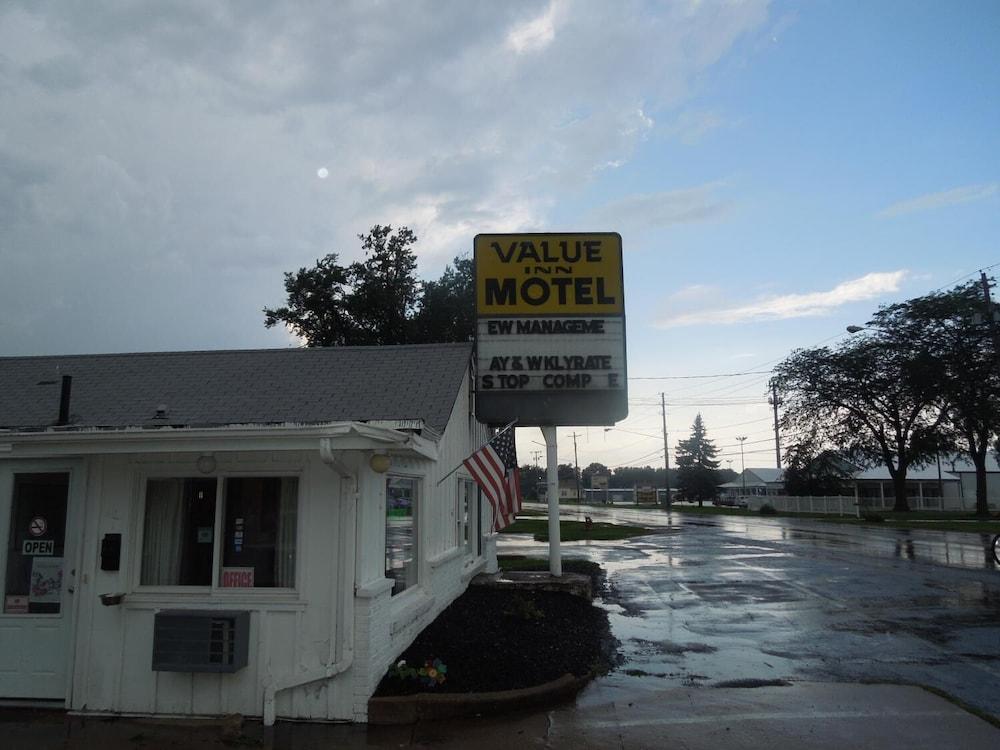 VALUE
INN
MOTEL
EW MANAGEME
AY & WKLYRATE
S TOP COMP E
OPEN
OFFICE